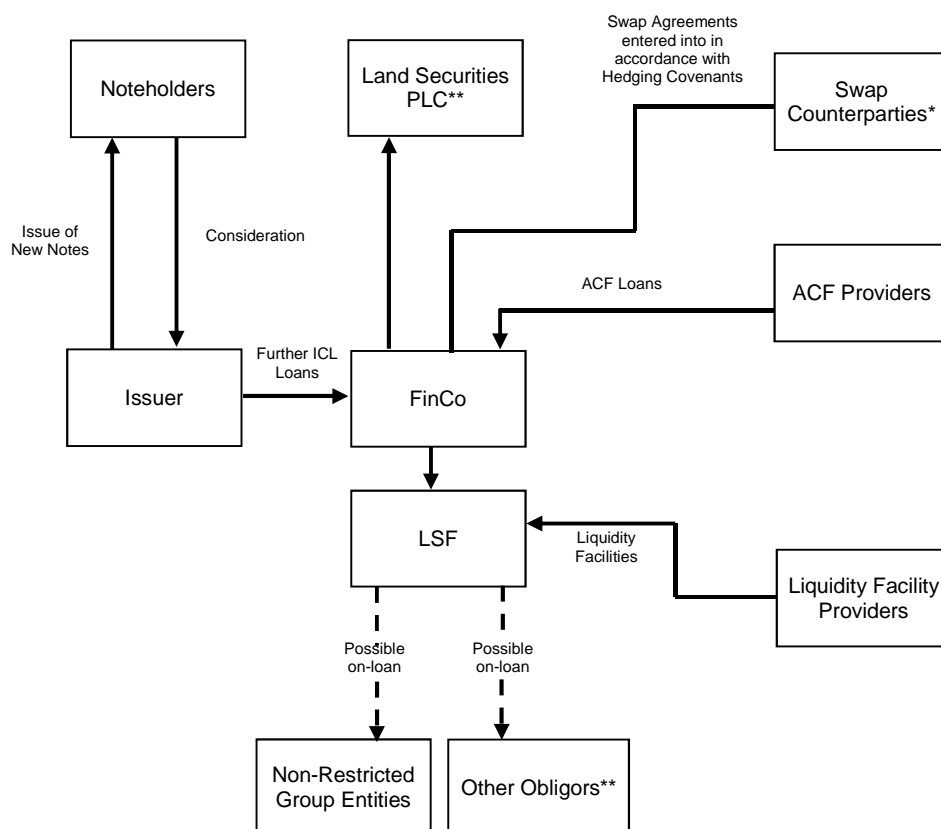 Swap Agreements
entered into in
accordance with
Hedging Covenants
Noteholders
Land Securities
PLC**
Swap
Counterparties*
Issue of
New Notes
Consideration
ACF Loans
ACF Providers
Further ICL
Loans
Issuer
FinCo
LSF
Liquidity
Facilities
Liquidity Facility
Providers
Possible
on-loan
Possible
on-loan
Non-Restricted
Group Entities
Other Obligors**